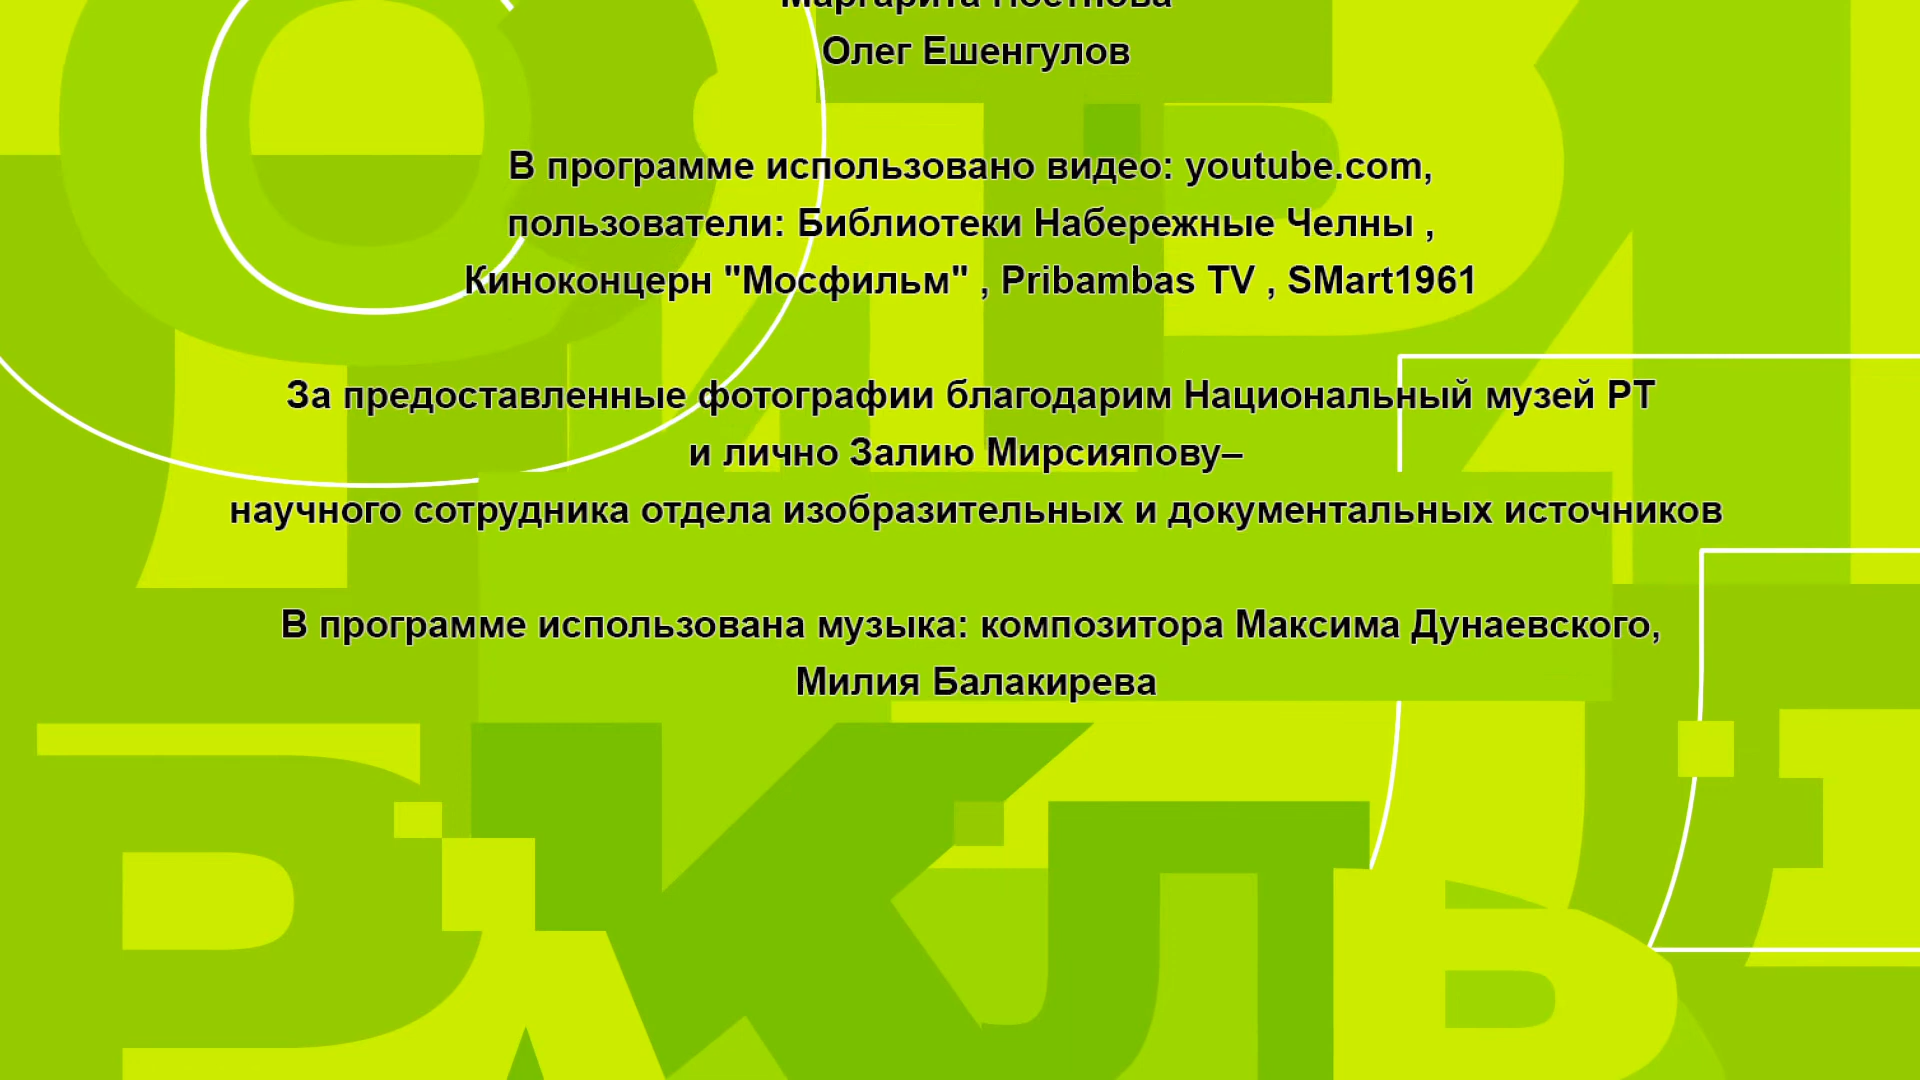 Маргарита Постнова
Олег Ешенгулов
В программе использовано видео: youtube.com,
пользователи: Библиотеки Набережные Челны ,
Киноконцерн "Мосфильм" , Pribambas TV , SMart1961
За предоставленные фотографии благодарим Национальный музей РТ
и лично Залию Мирсияпову–
научного сотрудника отдела изобразительных и документальных источников
В программе использована музыка: композитора Максима Дунаевского,
Милия Балакирева